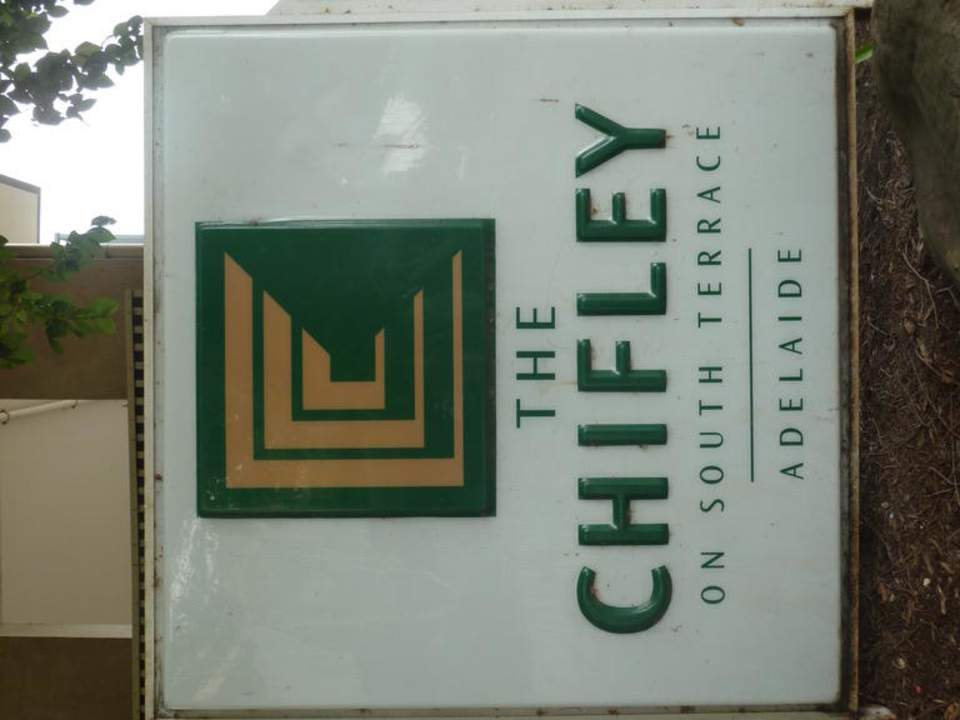 THE
CHIFLEY
ON SOUTH TERRACE
ADELAIDE